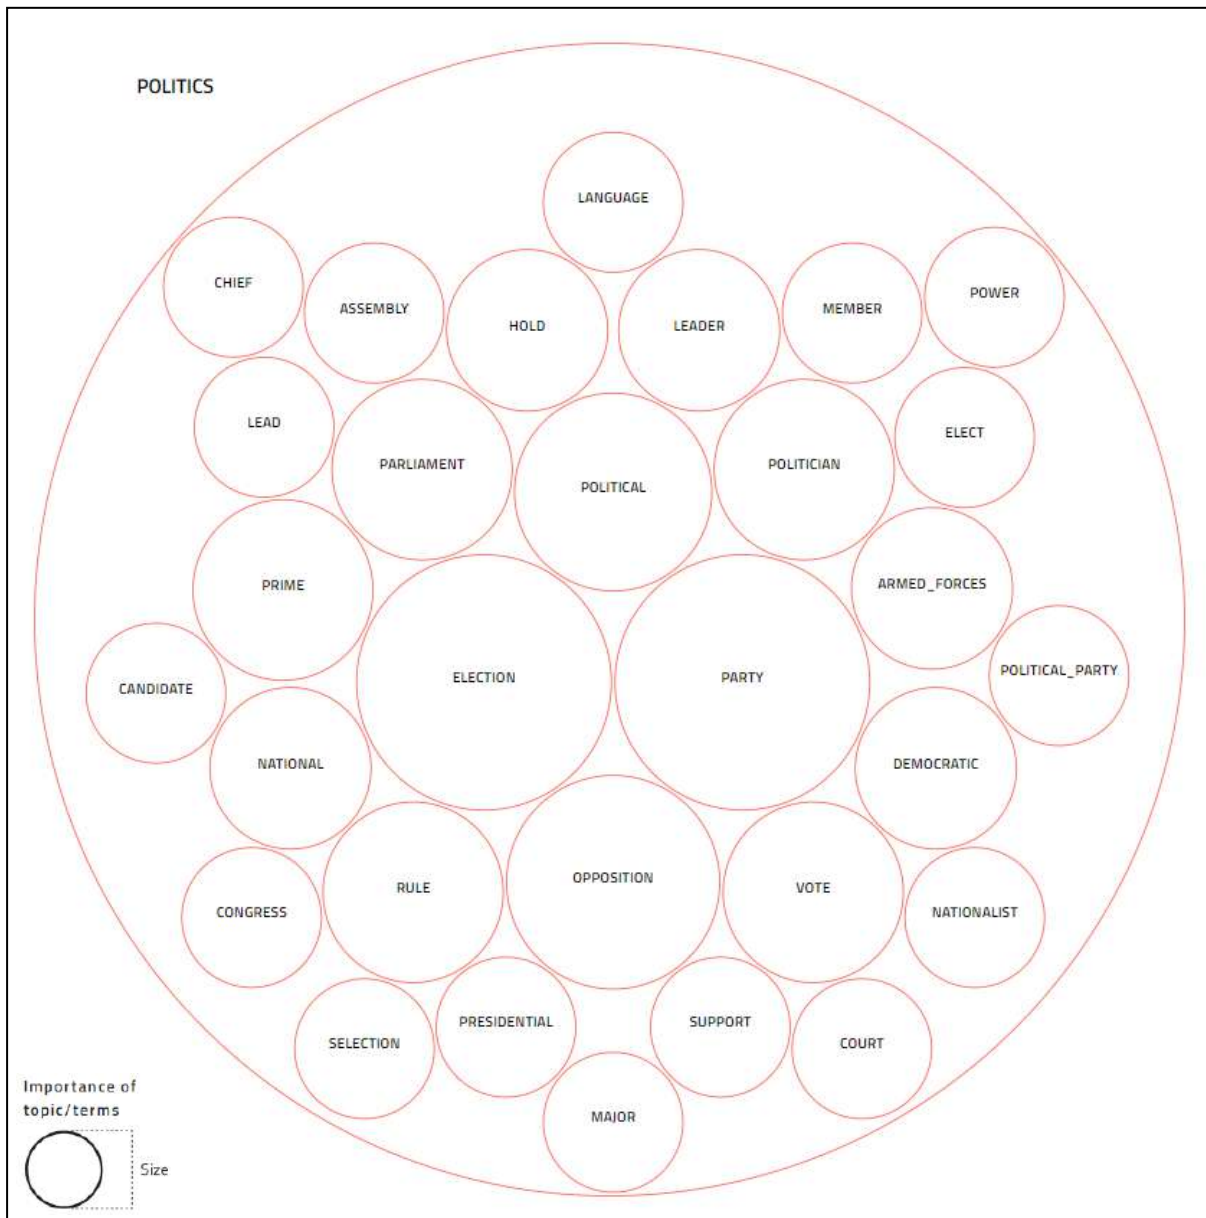 POLITICS
LANGUAGE
CHIEF
ASSEMBLY
HOLD
LEADER
MEMBER
POWER
LEAD
PARLIAMENT
POLITICAL
POLITICIAN
ELECT
PRIME
ARMED_FORCES
CANDIDATE
ELECTION
PARTY
POLITICAL_PARTY
NATIONAL
DEMOCRATIC
CONGRESS
RULE
OPPOSITION
VOTE
NATIONALIST
SELECTION
PRESIDENTIAL
SUPPORT
COURT
MAJOR
Importance of
topic/terms
Size